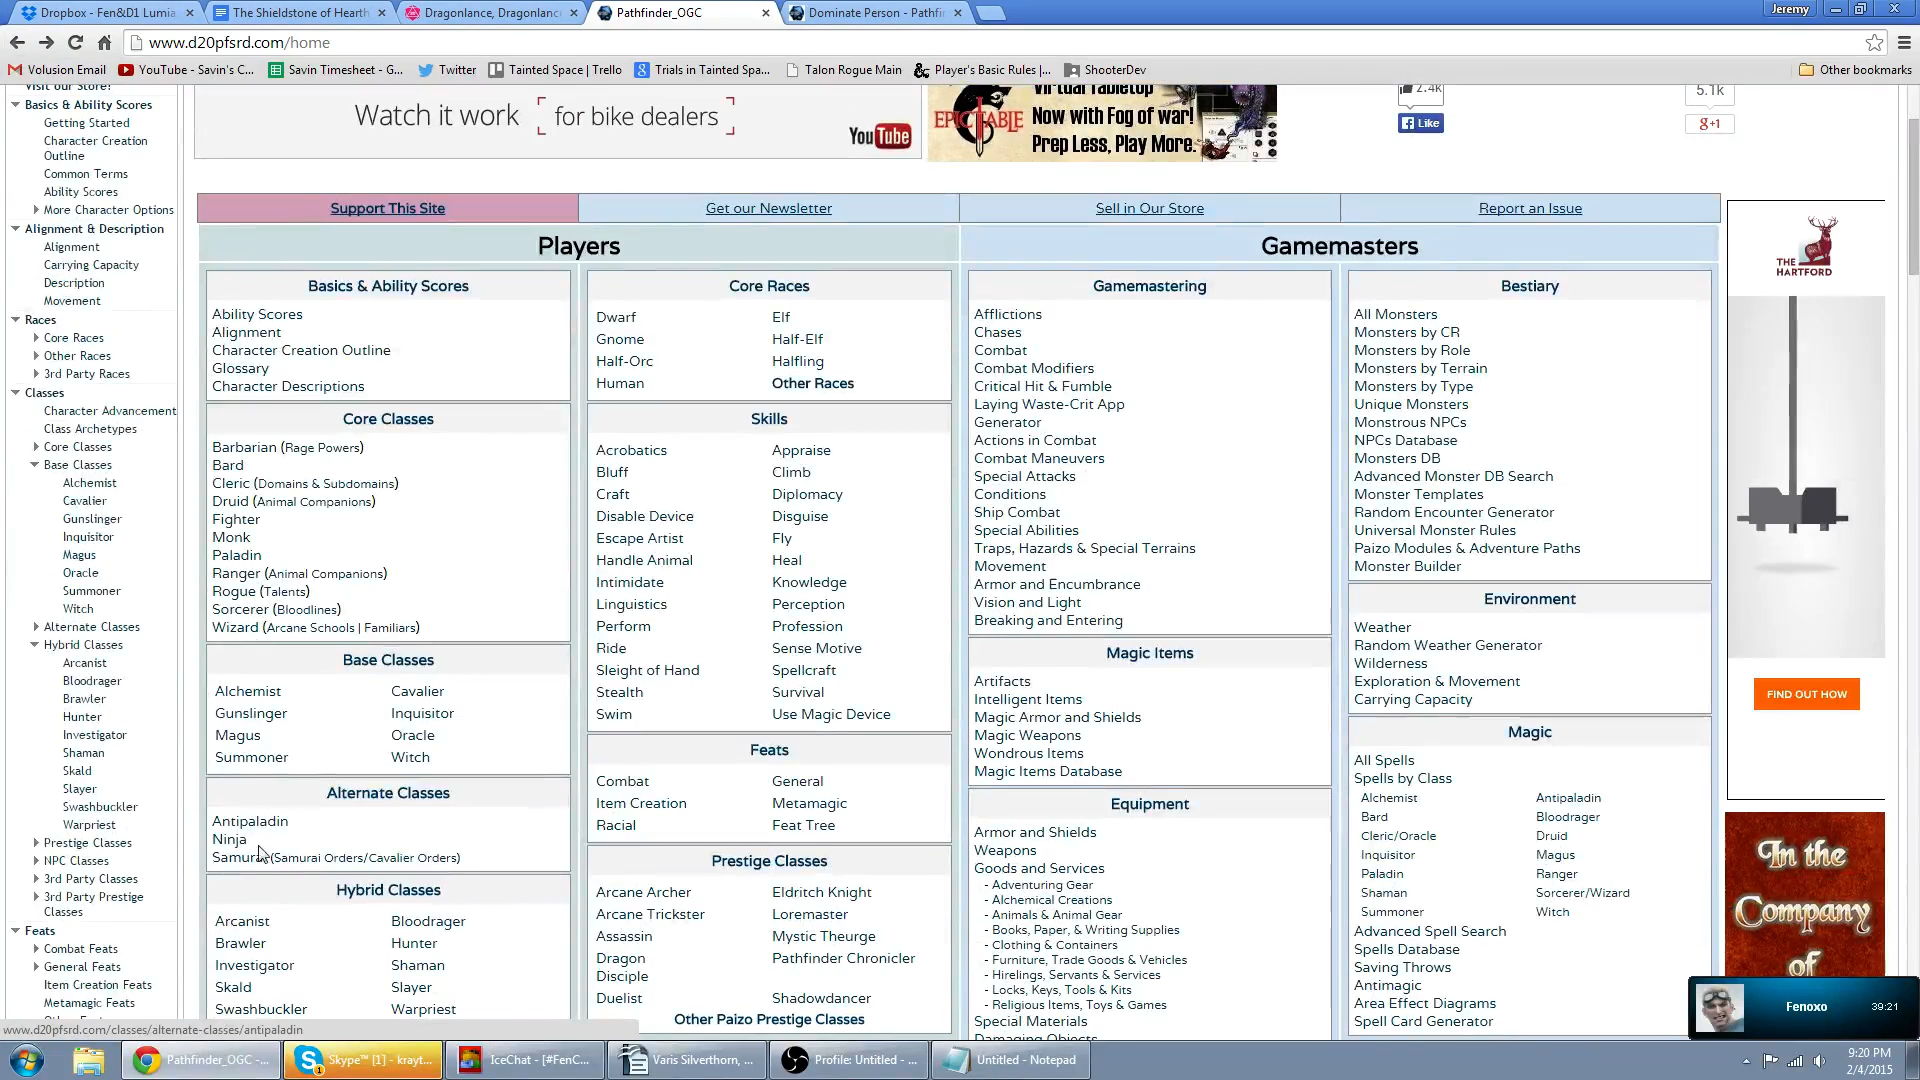 Dropbox - Fen&D1 Lumia
The Shieldstone of Hearth
Dragonlance, Dragonlanc
Pathfinder_OGC
Dominate Person - Pathfi
Jeremy
www.d20pfsrd.com/home
Volusion Email
YouTube - Savin's C...
Savin Timesheet - G...
Twitter
Tainted Space | Trello
Trials in Tainted Spa...
Talon Rogue Main
Player's Basic Rules |...
ShooterDev
Other bookmarks
Visit our Store!
Basics & Ability Scores
Getting Started
Character Creation
Outline
Common Terms
Ability Scores
More Character Options
Alignment & Description
Alignment
Carrying Capacity
Description
Movement
Races
Core Races
Other Races
3rd Party Races
Classes
Character Advancement
Class Archetypes
Core Classes
Base Classes
Alchemist
Cavalier
Gunslinger
Inquisitor
Magus
Oracle
Summoner
Witch
Alternate Classes
Hybrid Classes
Arcanist
Bloodrager
Brawler
Hunter
Investigator
Shaman
Skald
Slayer
Swashbuckler
Warpriest
Prestige Classes
NPC Classes
3rd Party Classes
3rd Party Prestige
Classes
Feats
Combat Feats
General Feats
Item Creation Feats
Metamagic Feats
Watch it work
for bike dealers
YouTube
EPICTABLE
Virtual Tabletop
Now with Fog of war!
Prep Less, Play More.
2.4k
Like
5.1k
g+1
Support This Site
Get our Newsletter
Sell in Our Store
Report an Issue
Players
Gamemasters
Basics & Ability Scores
Ability Scores
Alignment
Character Creation Outline
Glossary
Character Descriptions
Core Classes
Barbarian (Rage Powers)
Bard
Cleric (Domains & Subdomains)
Druid (Animal Companions)
Fighter
Monk
Paladin
Ranger (Animal Companions)
Rogue (Talents)
Sorcerer (Bloodlines)
Wizard (Arcane Schools | Familiars)
Base Classes
Alchemist Cavalier
Gunslinger Inquisitor
Magus Oracle
Summoner Witch
Alternate Classes
Antipaladin
Ninja
Samurai (Samurai Orders/Cavalier Orders)
Hybrid Classes
Arcanist Bloodrager
Brawler Hunter
Investigator Shaman
Skald Slayer
Swashbuckler Warpriest
Core Races
Dwarf Elf
Gnome Half-Elf
Half-Orc Halfling
Human Other Races
Skills
Acrobatics Appraise
Bluff Climb
Craft Diplomacy
Disable Device Disguise
Escape Artist Fly
Handle Animal Heal
Intimidate Knowledge
Linguistics Perception
Perform Profession
Ride Sense Motive
Sleight of Hand Spellcraft
Stealth Survival
Swim Use Magic Device
Feats
Combat General
Item Creation Metamagic
Racial Feat Tree
Prestige Classes
Arcane Archer Eldritch Knight
Arcane Trickster Loremaster
Assassin Mystic Theurge
Dragon Pathfinder Chronicler
Disciple
Duelist Shadowdancer
Other Paizo Prestige Classes
Gamemastering
Afflictions
Chases
Combat
Combat Modifiers
Critical Hit & Fumble
Laying Waste-Crit App
Generator
Actions in Combat
Combat Maneuvers
Special Attacks
Conditions
Ship Combat
Special Abilities
Traps, Hazards & Special Terrains
Movement
Armor and Encumbrance
Vision and Light
Breaking and Entering
Magic Items
Artifacts
Intelligent Items
Magic Armor and Shields
Magic Weapons
Wondrous Items
Magic Items Database
Equipment
Armor and Shields
Weapons
Goods and Services
- Adventuring Gear
- Alchemical Creations
- Animals & Animal Gear
- Books, Paper, & Writing Supplies
- Clothing & Containers
- Furniture, Trade Goods & Vehicles
- Hirelings, Servants & Services
- Locks, Keys, Tools & Kits
- Religious Items, Toys & Games
Special Materials
Damaging Objects
Bestiary
All Monsters
Monsters by CR
Monsters by Role
Monsters by Terrain
Monsters by Type
Unique Monsters
Monstrous NPCs
NPCs Database
Monsters DB
Advanced Monster DB Search
Monster Templates
Random Encounter Generator
Universal Monster Rules
Paizo Modules & Adventure Paths
Monster Builder
Environment
Weather
Random Weather Generator
Wilderness
Exploration & Movement
Carrying Capacity
Magic
All Spells
Spells by Class
Alchemist Antipaladin
Bard Bloodrager
Cleric/Oracle Druid
Inquisitor Magus
Paladin Ranger
Shaman Sorcerer/Wizard
Summoner Witch
Advanced Spell Search
Spells Database
Saving Throws
Antimagic
Area Effect Diagrams
Spell Card Generator
THE
HARTFORD
FIND OUT HOW
In the
Company
of
Fenoxo 39:21
www.d20pfsrd.com/classes/alternate-classes/antipaladin
Pathfinder_OGC -...
Skype™ [1] - krayt...
IceChat - [#FenC...
Varis Silverthorn, ...
Profile: Untitled - ...
Untitled - Notepad
9:20 PM
2/4/2015